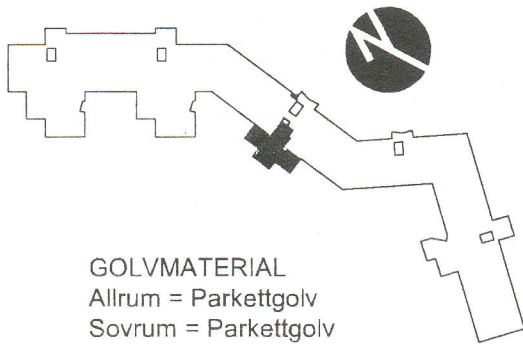 N
GOLVMATERIAL
Allrum = Parkettgolv
Sovrum = Parkettgolv